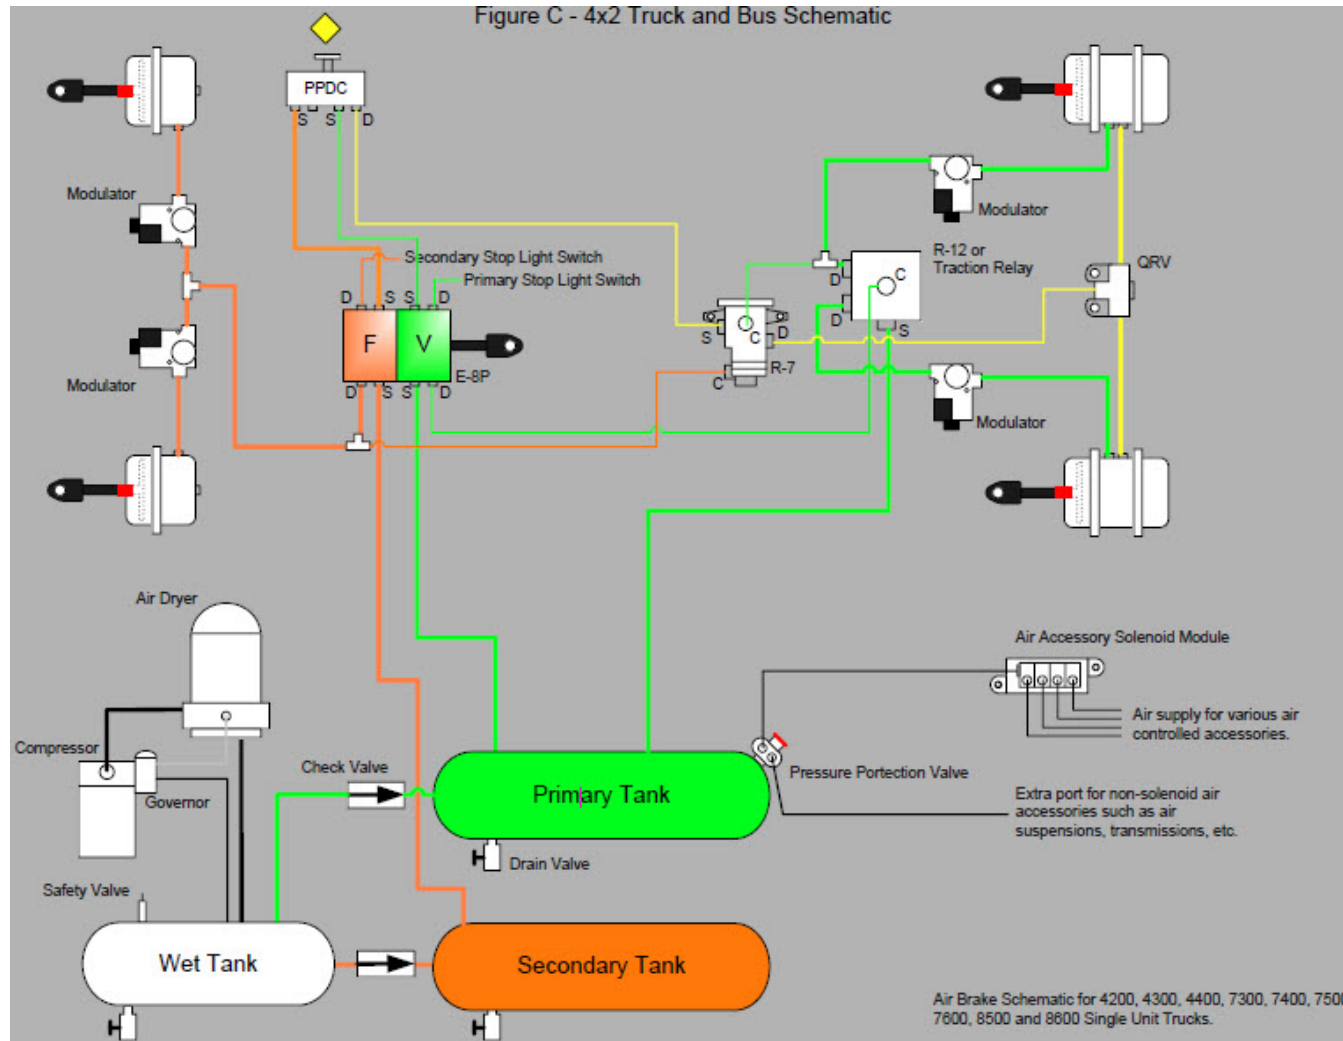 Figure C - 4x2 Truck and Bus Schematic
PPDC
S
S
D
Modulator
Modulator
Secondary Stop Light Switch
Primary Stop Light Switch
D
S
S
D
F
V
E-8P
D
S
S
D
Modulator
R-12 or
Traction Relay
QRV
D
C
D
S
S
C
D
R-7
C
Modulator
Air Dryer
Compressor
Governor
Check Valve
Primary Tank
Drain Valve
Safety Valve
Wet Tank
Secondary Tank
Air Accessory Solenoid Module
Air supply for various air
controlled accessories.
Pressure Portection Valve
Extra port for non-solenoid air
accessories such as air
suspensions, transmissions, etc.
Air Brake Schematic for 4200, 4300, 4400, 7300, 7400, 7500
7600, 8500 and 8600 Single Unit Trucks.